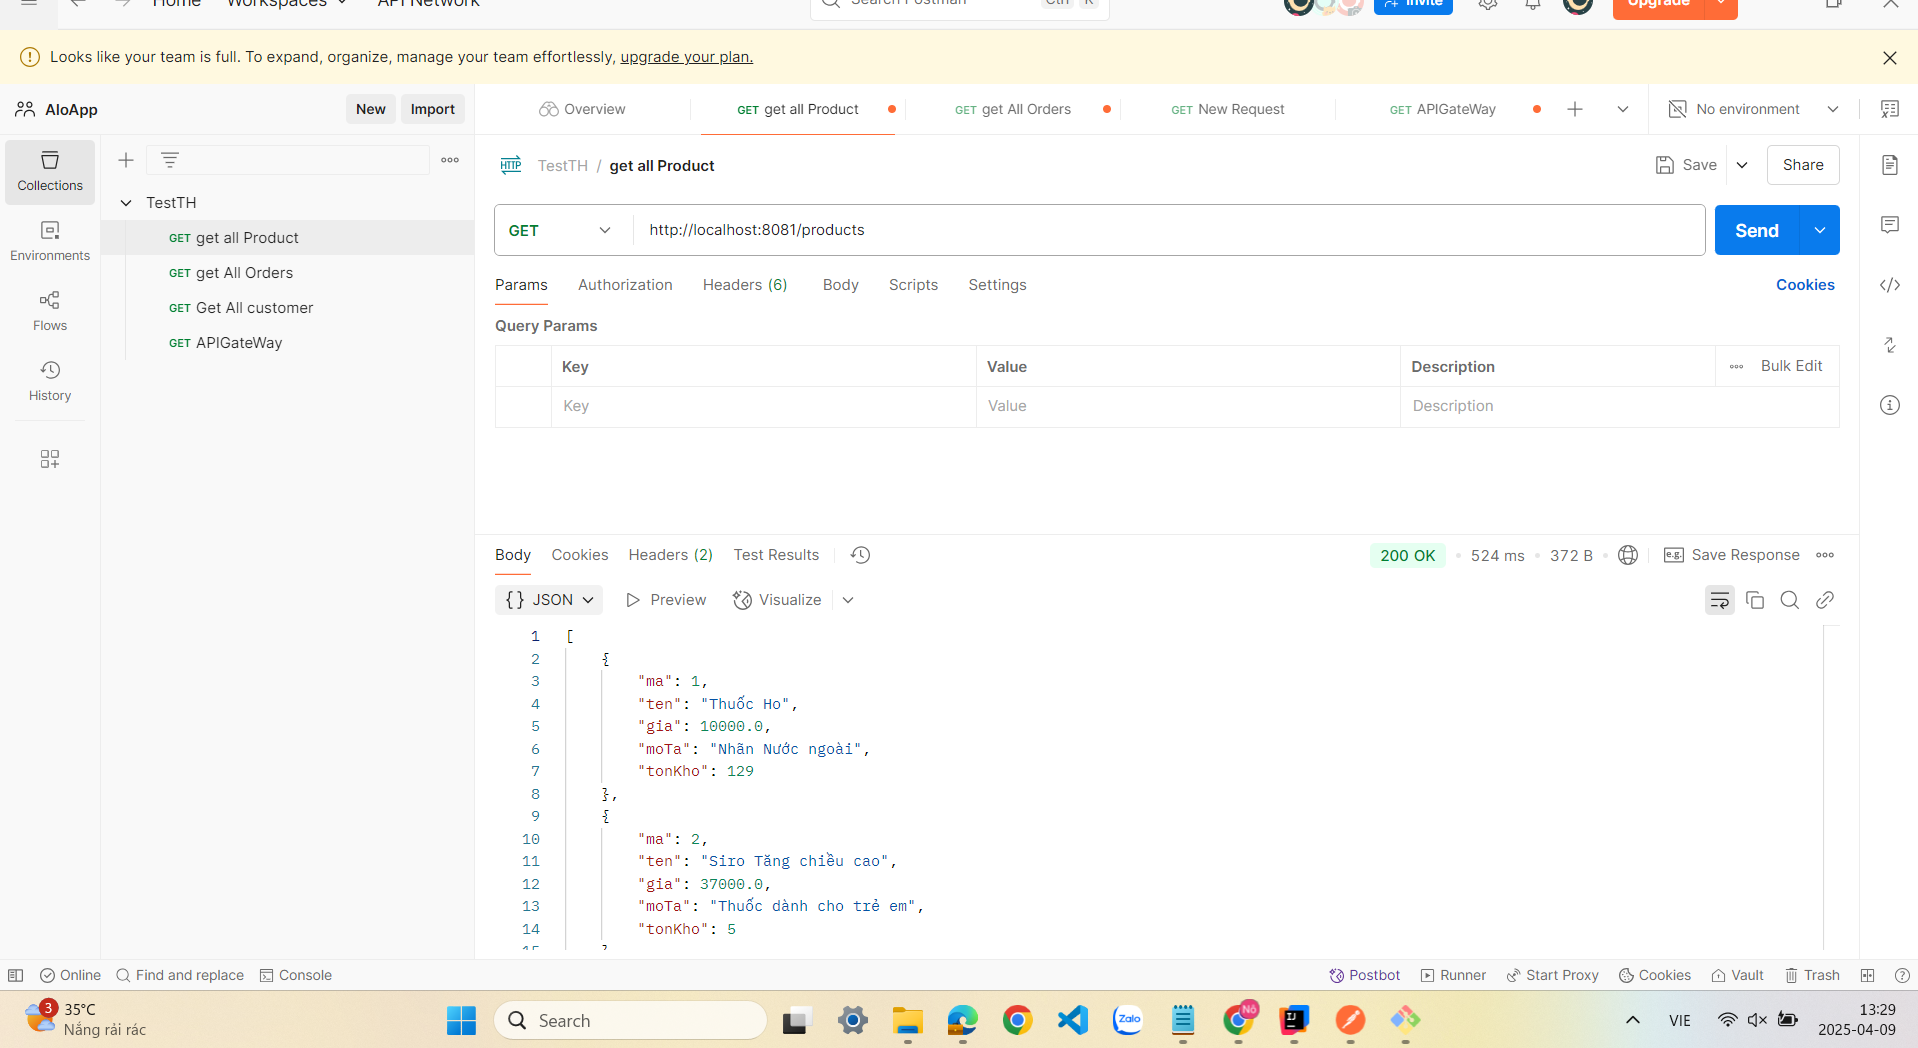 Home Workspaces API Network Search Postman Ctrl K Invite Upgrade
Looks like your team is full. To expand, organize, manage your team effortlessly, upgrade your plan.
AloApp New Import Overview GET get all Product GET get All Orders GET New Request GET APIGateWay No environment
Collections
Environments
Flows
History
TestTH
GET get all Product
GET get All Orders
GET Get All customer
GET APIGateWay
HTTP TestTH / get all Product Save Share
GET http://localhost:8081/products Send
Params Authorization Headers (6) Body Scripts Settings Cookies
Query Params
Key Value Description Bulk Edit
Key Value Description
Body Cookies Headers (2) Test Results 200 OK 524 ms 372 B e.g. Save Response
{} JSON Preview Visualize
1 [
2 {
3 "ma": 1,
4 "ten": "Thuốc Ho",
5 "gia": 10000.0,
6 "moTa": "Nhãn Nước ngoài",
7 "tonKho": 129
8 },
9 {
10 "ma": 2,
11 "ten": "Siro Tăng chiều cao",
12 "gia": 37000.0,
13 "moTa": "Thuốc dành cho trẻ em",
14 "tonKho": 5
15 }
Online Find and replace Console Postbot Runner Start Proxy Cookies Vault Trash
3 35°C
Nắng rải rác
Search Zalo Nô IJ VIE 13:29
2025-04-09